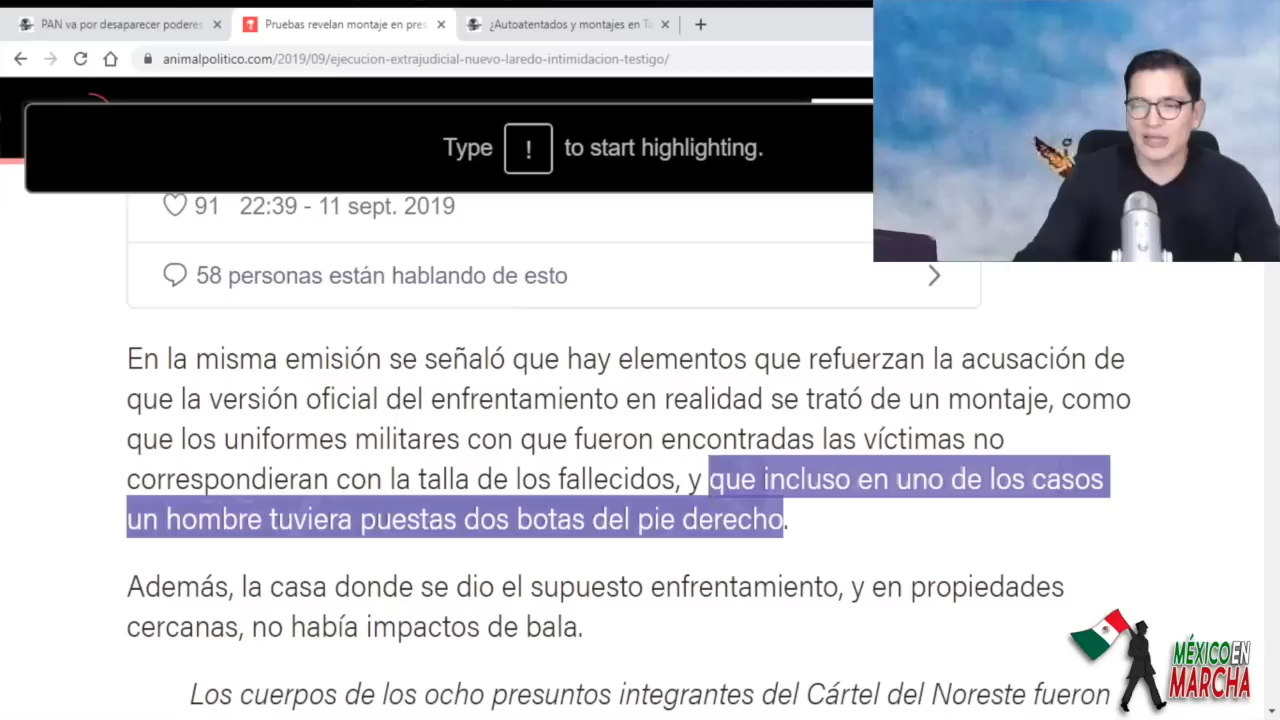 PAN va por desaparecer poderes
Pruebas revelan montaje en pres
¿Autoatentados y montajes en T
animalpolitico.com/2019/09/ejecucion-extrajudicial-nuevo-laredo-intimidacion-testigo/
Type ! to start highlighting.
91 22:39 - 11 sept. 2019
58 personas están hablando de esto
En la misma emisión se señaló que hay elementos que refuerzan la acusación de
que la versión oficial del enfrentamiento en realidad se trató de un montaje, como
que los uniformes militares con que fueron encontradas las víctimas no
correspondieran con la talla de los fallecidos, y que incluso en uno de los casos
un hombre tuviera puestas dos botas del pie derecho.
Además, la casa donde se dio el supuesto enfrentamiento, y en propiedades
cercanas, no había impactos de bala.
Los cuerpos de los ocho presuntos integrantes del Cártel del Noreste fueron
MÉXICO EN
MARCHA